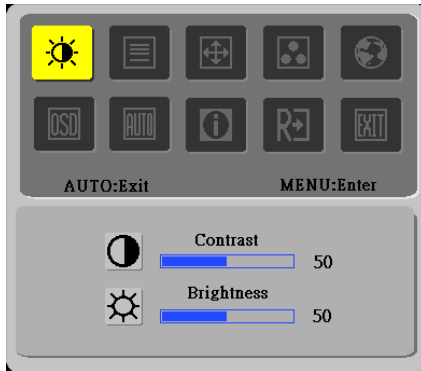 OSD AUTO i R EXIT
AUTO:Exit MENU:Enter
Contrast
50
Brightness
50